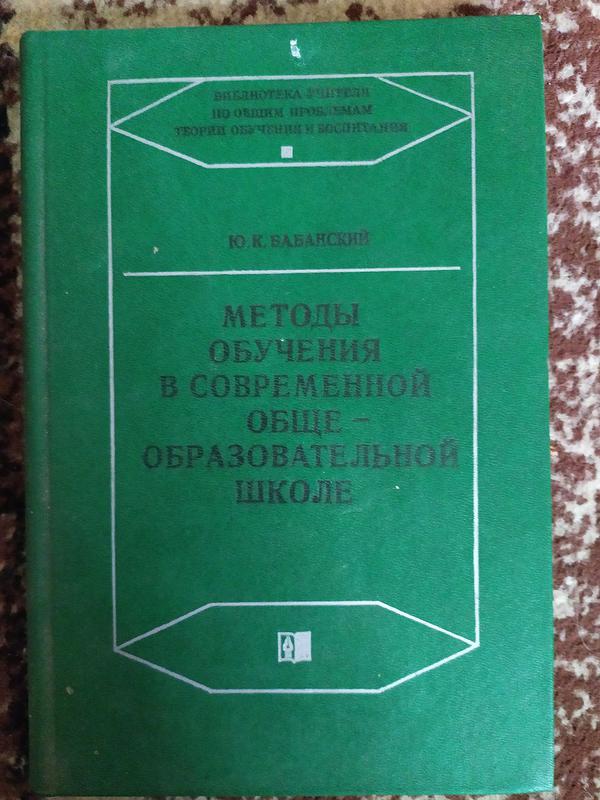 БИБЛИОТЕКА УЧИТЕЛЯ
ПО ОБЩИМ ПРОБЛЕМАМ
ТЕОРИИ ОБУЧЕНИЯ И ВОСПИТАНИЯ
Ю. К. БАБАНСКИЙ
МЕТОДЫ
ОБУЧЕНИЯ
В СОВРЕМЕННОЙ
ОБЩЕ –
ОБРАЗОВАТЕЛЬНОЙ
ШКОЛЕ